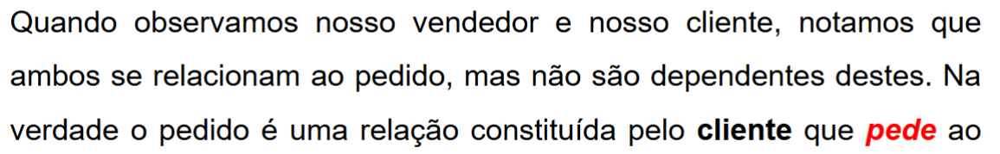 Quando observamos nosso vendedor e nosso cliente, notamos que
ambos se relacionam ao pedido, mas não são dependentes destes. Na
verdade o pedido é uma relação constituída pelo cliente que pede ao